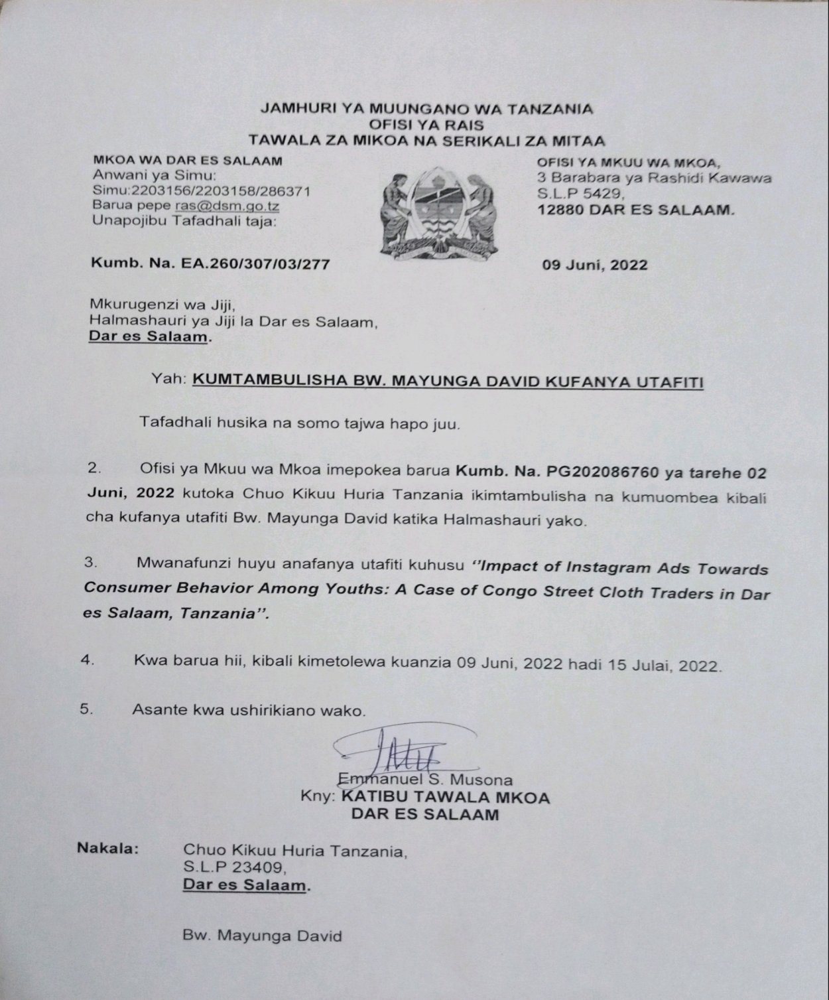 JAMHURI YA MUUNGANO WA TANZANIA
OFISI YA RAIS
TAWALA ZA MIKOA NA SERIKALI ZA MITAA
MKOA WA DAR ES SALAAM
Anwani ya Simu:
Simu:2203156/2203158/286371
Barua pepe ras@dsm.go.tz
Unapojibu Tafadhali taja:
OFISI YA MKUU WA MKOA,
3 Barabara ya Rashidi Kawawa
S.L.P 5429,
12880 DAR ES SALAAM.
Kumb. Na. EA.260/307/03/277
09 Juni, 2022
Mkurugenzi wa Jiji,
Halmashauri ya Jiji la Dar es Salaam,
Dar es Salaam.
Yah: KUMTAMBULISHA BW. MAYUNGA DAVID KUFANYA UTAFITI
Tafadhali husika na somo tajwa hapo juu.
2. Ofisi ya Mkuu wa Mkoa imepokea barua Kumb. Na. PG202086760 ya tarehe 02
Juni, 2022 kutoka Chuo Kikuu Huria Tanzania ikimtambulisha na kumuombea kibali
cha kufanya utafiti Bw. Mayunga David katika Halmashauri yako.
3. Mwanafunzi huyu anafanya utafiti kuhusu ‘’Impact of Instagram Ads Towards
Consumer Behavior Among Youths: A Case of Congo Street Cloth Traders in Dar
es Salaam, Tanzania’’.
4. Kwa barua hii, kibali kimetolewa kuanzia 09 Juni, 2022 hadi 15 Julai, 2022.
5. Asante kwa ushirikiano wako.
Emmanuel S. Musona
Kny: KATIBU TAWALA MKOA
DAR ES SALAAM
Nakala: Chuo Kikuu Huria Tanzania,
S.L.P 23409,
Dar es Salaam.
Bw. Mayunga David